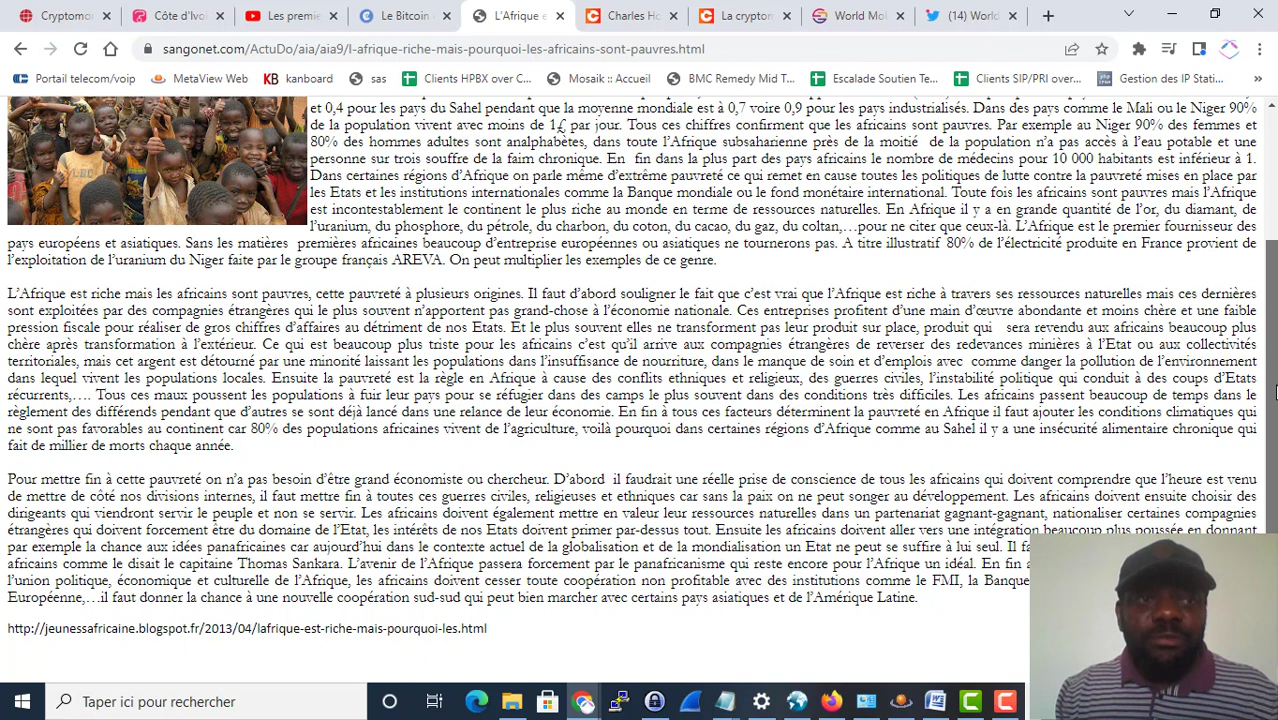 Cryptomon
Côte d'Ivo
Les premie
Le Bitcoin
L'Afrique e
Charles Ho
La cryptom
World Mo
(14) World
sangonet.com/ActuDo/aia/aia9/l-afrique-riche-mais-pourquoi-les-africains-sont-pauvres.html
Portail telecom/voip
MetaView Web
KB kanboard
sas
Clients HPBX over C...
Mosaik :: Accueil
BMC Remedy Mid T...
Escalade Soutien Te...
Clients SIP/PRI over...
Gestion des IP Stati...
et 0,4 pour les pays du Sahel pendant que la moyenne mondiale est à 0,7 voire 0,9 pour les pays industrialisés. Dans des pays comme le Mali ou le Niger 90%
de la population vivent avec moins de 1£ par jour. Tous ces chiffres confirment que les africains sont pauvres. Par exemple au Niger 90% des femmes et
80% des hommes adultes sont analphabètes, dans toute l'Afrique subsaharienne près de la moitié de la population n'a pas accès à l'eau potable et une
personne sur trois souffre de la faim chronique. En fin dans la plus part des pays africains le nombre de médecins pour 10 000 habitants est inférieur à 1.
Dans certaines régions d'Afrique on parle même d'extrême pauvreté ce qui remet en cause toutes les politiques de lutte contre la pauvreté mises en place par
les Etats et les institutions internationales comme la Banque mondiale ou le fond monétaire international. Toute fois les africains sont pauvres mais l'Afrique
est incontestablement le continent le plus riche au monde en terme de ressources naturelles. En Afrique il y a en grande quantité de l'or, du diamant, de
l'uranium, du phosphore, du pétrole, du charbon, du coton, du cacao, du gaz, du coltan,…pour ne citer que ceux-là. L'Afrique est le premier fournisseur des
pays européens et asiatiques. Sans les matières premières africaines beaucoup d'entreprise européennes ou asiatiques ne tournerons pas. A titre illustratif 80% de l'électricité produite en France provient de
l'exploitation de l'uranium du Niger faite par le groupe français AREVA. On peut multiplier les exemples de ce genre.
L'Afrique est riche mais les africains sont pauvres, cette pauvreté à plusieurs origines. Il faut d'abord souligner le fait que c'est vrai que l'Afrique est riche à travers ses ressources naturelles mais ces dernières
sont exploitées par des compagnies étrangères qui le plus souvent n'apportent pas grand-chose à l'économie nationale. Ces entreprises profitent d'une main d'œuvre abondante et moins chère et une faible
pression fiscale pour réaliser de gros chiffres d'affaires au détriment de nos Etats. Et le plus souvent elles ne transforment pas leur produit sur place, produit qui sera revendu aux africains beaucoup plus
chère après transformation à l'extérieur. Ce qui est beaucoup plus triste pour les africains c'est qu'il arrive aux compagnies étrangères de reverser des redevances minières à l'Etat ou aux collectivités
territoriales, mais cet argent est détourné par une minorité laissant les populations dans l'insuffisance de nourriture, dans le manque de soin et d'emplois avec comme danger la pollution de l'environnement
dans lequel vivent les populations locales. Ensuite la pauvreté est la règle en Afrique à cause des conflits ethniques et religieux, des guerres civiles, l'instabilité politique qui conduit à des coups d'Etats
récurrents,…. Tous ces maux poussent les populations à fuir leur pays pour se réfugier dans des camps le plus souvent dans des conditions très difficiles. Les africains passent beaucoup de temps dans le
règlement des différends pendant que d'autres se sont déjà lancé dans une relance de leur économie. En fin à tous ces facteurs déterminent la pauvreté en Afrique il faut ajouter les conditions climatiques qui
ne sont pas favorables au continent car 80% des populations africaines vivent de l'agriculture, voilà pourquoi dans certaines régions d'Afrique comme au Sahel il y a une insécurité alimentaire chronique qui
fait de millier de morts chaque année.
Pour mettre fin à cette pauvreté on n'a pas besoin d'être grand économiste ou chercheur. D'abord il faudrait une réelle prise de conscience de tous les africains qui doivent comprendre que l'heure est venu
de mettre de côté nos divisions internes, il faut mettre fin à toutes ces guerres civiles, religieuses et ethniques car sans la paix on ne peut songer au développement. Les africains doivent ensuite choisir des
dirigeants qui viendront servir le peuple et non se servir. Les africains doivent également mettre en valeur leur ressources naturelles dans un partenariat gagnant-gagnant, nationaliser certaines compagnies
étrangères qui doivent forcement être du domaine de l'Etat, les intérêts de nos Etats doivent primer par-dessus tout. Ensuite les africains doivent aller vers une intégration beaucoup plus poussée en donnant
par exemple la chance aux idées panafricaines car aujourd'hui dans le contexte actuel de la globalisation et de la mondialisation un Etat ne peut se suffire à lui seul. Il fa
africains comme le disait le capitaine Thomas Sankara. L'avenir de l'Afrique passera forcement par le panafricanisme qui reste encore pour l'Afrique un idéal. En fin a
l'union politique, économique et culturelle de l'Afrique, les africains doivent cesser toute coopération non profitable avec des institutions comme le FMI, la Banque
Européenne,…il faut donner la chance à une nouvelle coopération sud-sud qui peut bien marcher avec certains pays asiatiques et de l'Amérique Latine.
http://jeunessafricaine.blogspot.fr/2013/04/lafrique-est-riche-mais-pourquoi-les.html
Taper ici pour rechercher